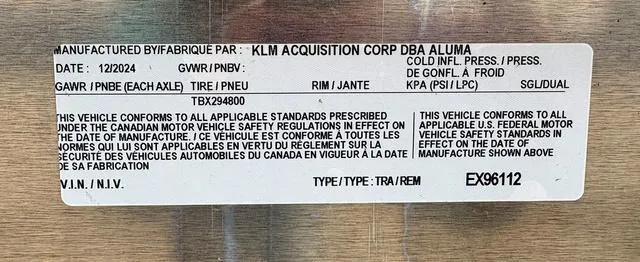 MANUFACTURED BY/FABRIQUÉ PAR : KLM ACQUISITION CORP DBA ALUMA
DATE : 12/2024 GVWR / PNBV : COLD INFL. PRESS. / PRESS. DE GONFL. À FROID
GAWR / PNBE (EACH AXLE) TIRE / PNEU RIM / JANTE KPA (PSI / LPC) SGL/DUAL
TBX294800
THIS VEHICLE CONFORMS TO ALL APPLICABLE STANDARDS PRESCRIBED
UNDER THE CANADIAN MOTOR VEHICLE SAFETY REGULATIONS IN EFFECT ON
THE DATE OF MANUFACTURE. / CE VÉHICULE EST CONFORME À TOUTES LES
NORMES QUI LUI SONT APPLICABLES EN VERTU DU RÈGLEMENT SUR LA
SÉCURITÉ DES VÉHICULES AUTOMOBILES DU CANADA EN VIGUEUR À LA DATE
DE SA FABRICATION
THIS VEHICLE CONFORMS TO ALL
APPLICABLE U.S. FEDERAL MOTOR
VEHICLE SAFETY STANDARDS IN
EFFECT ON THE DATE OF
MANUFACTURE SHOWN ABOVE
V.I.N. / N.I.V. TYPE / TYPE : TRA / REM EX96112